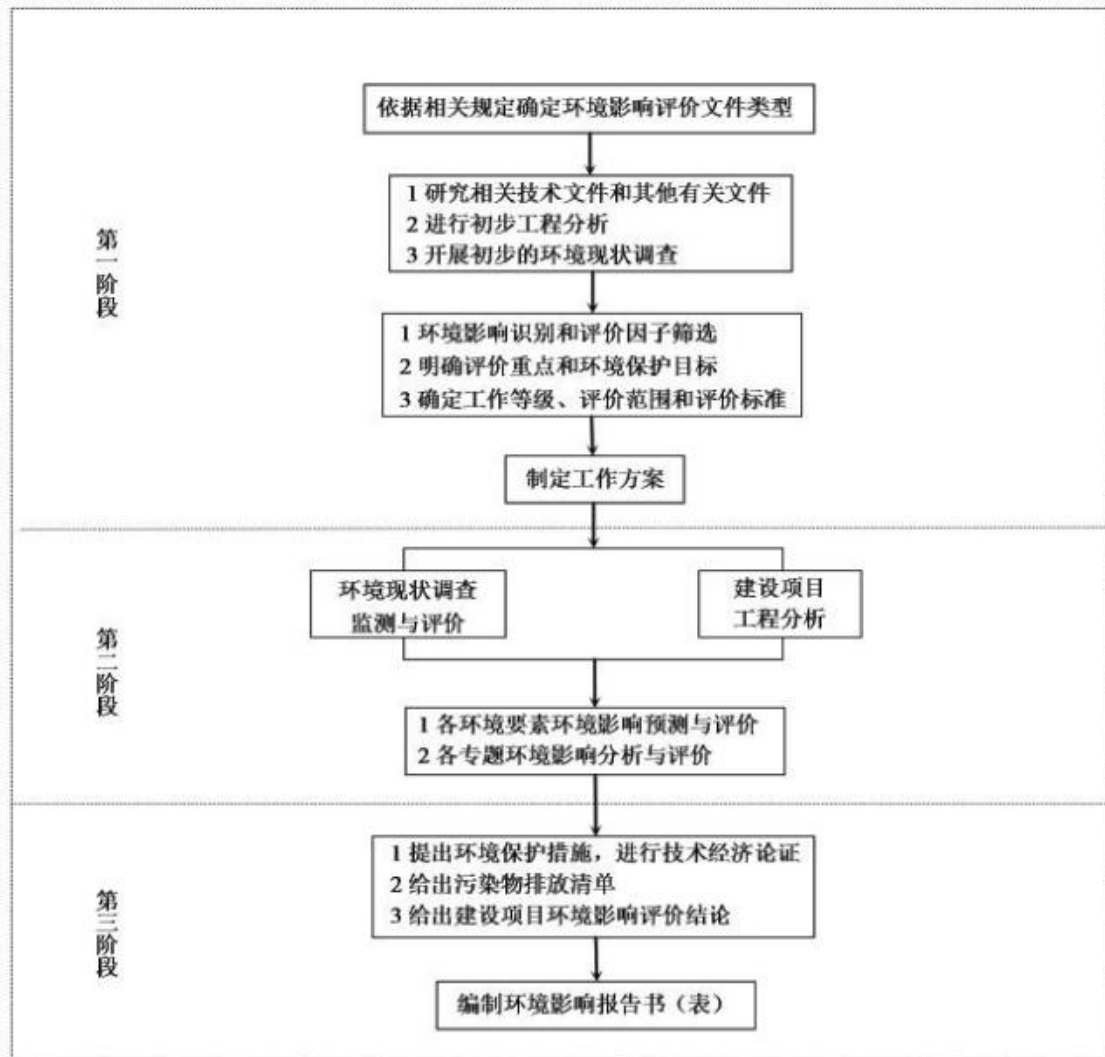 依据相关规定确定环境影响评价文件类型
1 研究相关技术文件和其他有关文件
2 进行初步工程分析
3 开展初步的环境现状调查
第一阶段
1 环境影响识别和评价因子筛选
2 明确评价重点和环境保护目标
3 确定工作等级、评价范围和评价标准
制定工作方案
第二阶段
环境现状调查
监测与评价
建设项目
工程分析
1 各环境要素环境影响预测与评价
2 各专题环境影响分析与评价
第三阶段
1 提出环境保护措施，进行技术经济论证
2 给出污染物排放清单
3 给出建设项目环境影响评价结论
编制环境影响报告书（表）